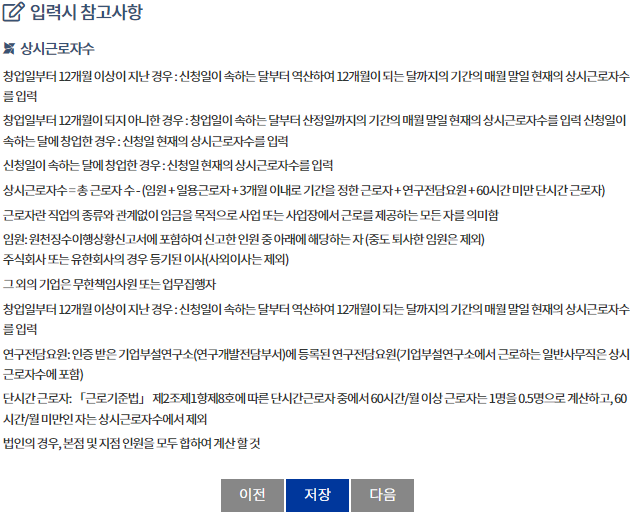 입력시 참고사항
상시근로자수
창업일부터 12개월 이상이 지난 경우 : 신청일이 속하는 달부터 역산하여 12개월이 되는 달까지의 기간의 매월 말일 현재의 상시근로자수
를 입력
창업일부터 12개월이 되지 아니한 경우 : 창업일이 속하는 달부터 산정일까지의 기간의 매월 말일 현재의 상시근로자수를 입력 신청일이
속하는 달에 창업한 경우 : 신청일 현재의 상시근로자수를 입력
신청일이 속하는 달에 창업한 경우 : 신청일 현재의 상시근로자수를 입력
상시근로자수 = 총 근로자 수 - (임원 + 일용근로자 + 3개월 이내로 기간을 정한 근로자 + 연구전담요원 + 60시간 미만 단시간 근로자)
근로자란 직업의 종류와 관계없이 임금을 목적으로 사업 또는 사업장에서 근로를 제공하는 모든 자를 의미함
임원: 원천징수이행상황신고서에 포함하여 신고한 인원 중 아래에 해당하는 자 (중도 퇴사한 임원은 제외)
주식회사 또는 유한회사의 경우 등기된 이사(사외이사는 제외)
그 외의 기업은 무한책임사원 또는 업무집행자
창업일부터 12개월 이상이 지난 경우 : 신청일이 속하는 달부터 역산하여 12개월이 되는 달까지의 기간의 매월 말일 현재의 상시근로자수
를 입력
연구전담요원: 인증 받은 기업부설연구소(연구개발전담부서)에 등록된 연구전담요원(기업부설연구소에서 근로하는 일반사무직은 상시
근로자수에 포함)
단시간 근로자: 「근로기준법」 제2조제1항제8호에 따른 단시간근로자 중에서 60시간/월 이상 근로자는 1명을 0.5명으로 계산하고, 60
시간/월 미만인 자는 상시근로자수에서 제외
법인의 경우, 본점 및 지점 인원을 모두 합하여 계산 할 것
이전 저장 다음